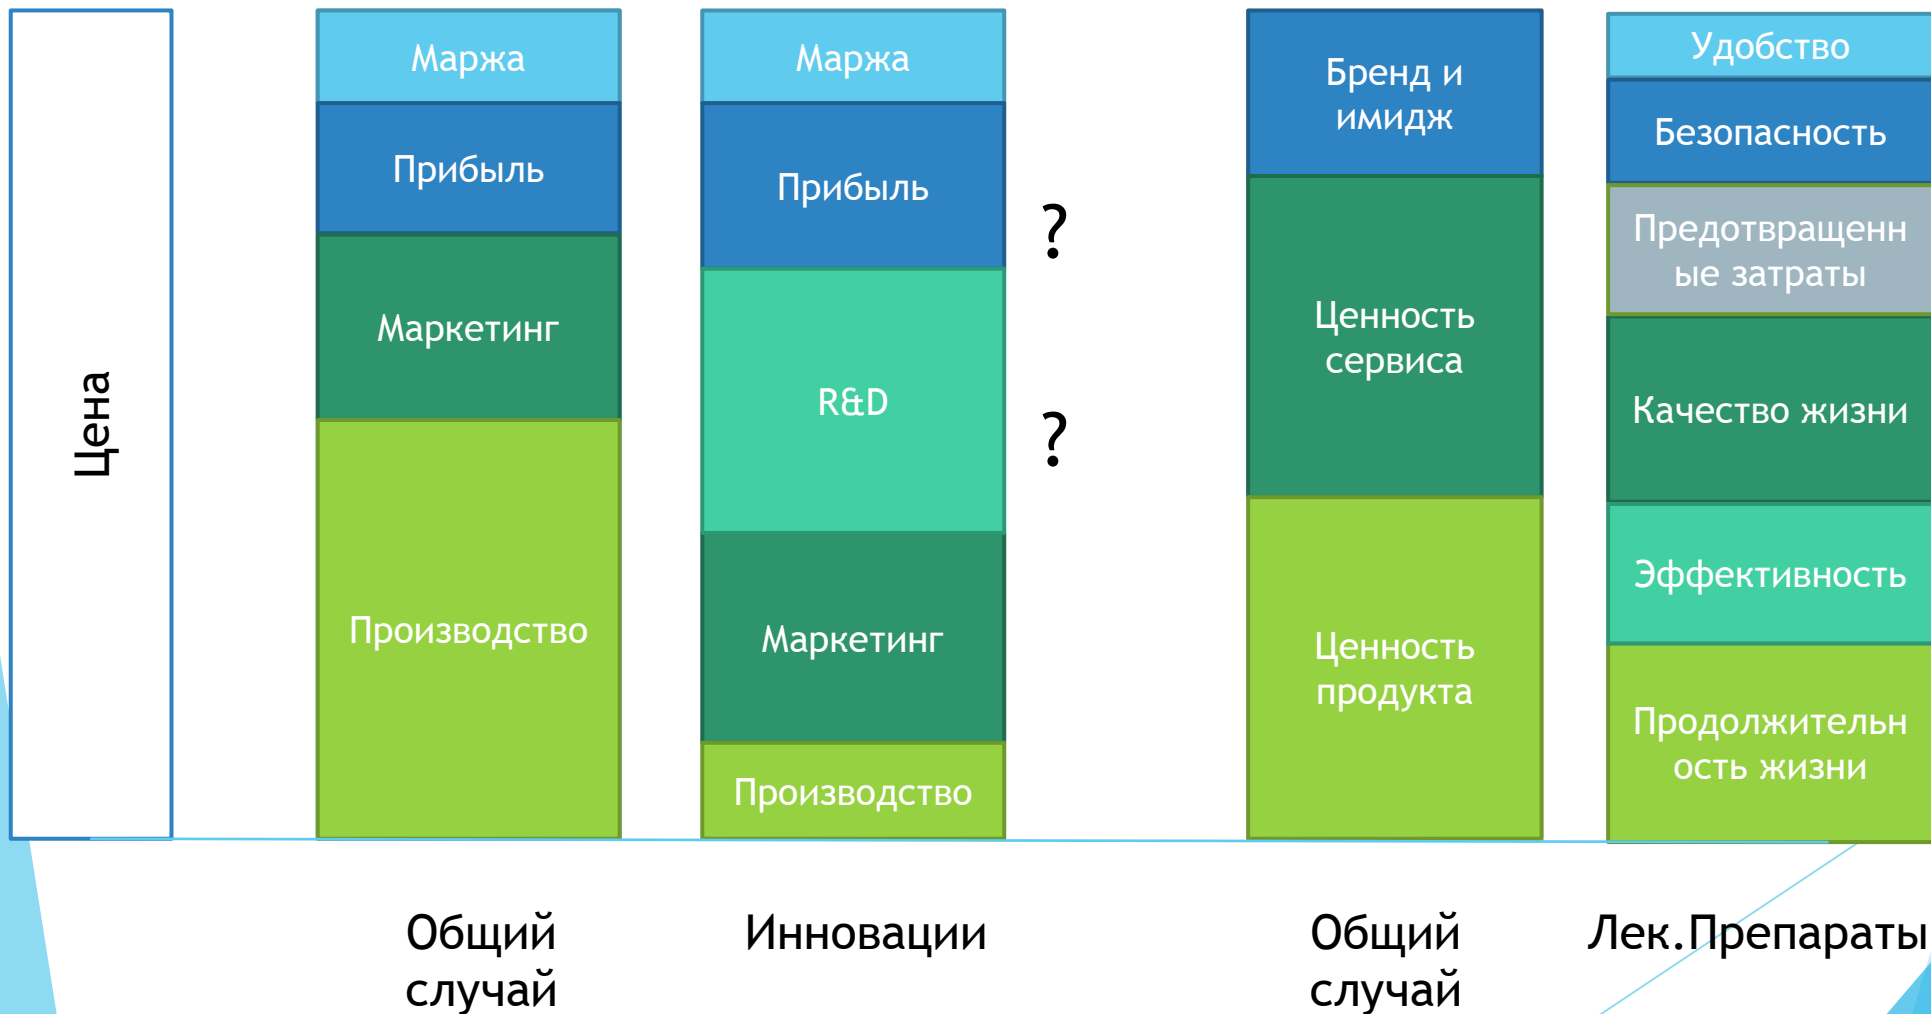 Цена
Маржа
Прибыль
Маркетинг
Производство
Общий
случай
Маржа
Прибыль
R&D
Маркетинг
Производство
Инновации
?
?
Бренд и
имидж
Ценность
сервиса
Ценность
продукта
Общий
случай
Удобство
Безопасность
Предотвращенн
ые затраты
Качество жизни
Эффективность
Продолжительн
ость жизни
Лек.Препараты